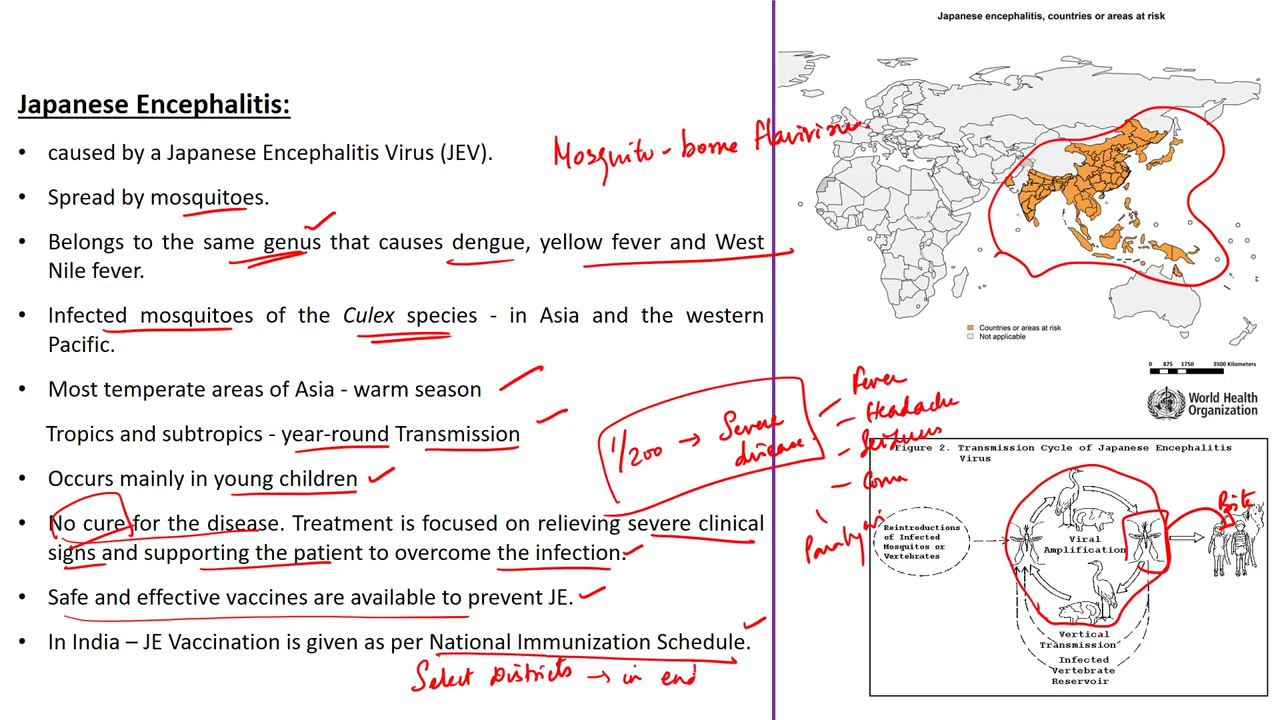 Japanese Encephalitis:
• caused by a Japanese Encephalitis Virus (JEV).
• Spread by mosquitoes.
• Belongs to the same genus that causes dengue, yellow fever and West
Nile fever.
• Infected mosquitoes of the Culex species - in Asia and the western
Pacific.
• Most temperate areas of Asia - warm season
Tropics and subtropics - year-round Transmission
• Occurs mainly in young children
• No cure for the disease. Treatment is focused on relieving severe clinical
signs and supporting the patient to overcome the infection.
• Safe and effective vaccines are available to prevent JE.
• In India – JE Vaccination is given as per National Immunization Schedule.
Select Districts → in end
Mosquito - borne flavivirus.
1/200 → Severe
disease.
- Fever
- Headache
- Seizures
- Coma
Paralysis
Japanese encephalitis, countries or areas at risk
Countries or areas at risk
Not applicable
0 875 1750 3500 Kilometers
World Health
Organization
Figure 2. Transmission Cycle of Japanese Encephalitis
Virus
Bite
Reintroductions
of Infected
Mosquitos or
Vertebrates
Viral
Amplification
Vertical
Transmission
Infected
Vertebrate
Reservoir